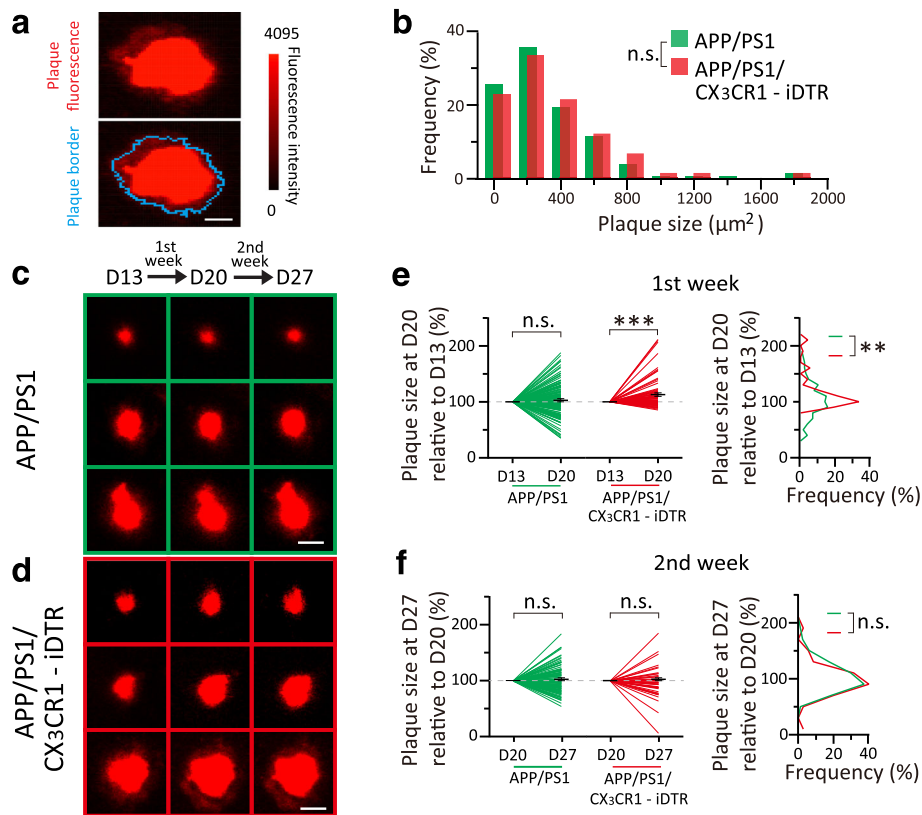 a
Plaque
fluorescence
Plaque border
4095
Fluorescence intensity
0
b
Frequency (%)
40
20
0
n.s.
APP/PS1
APP/PS1/
CX3CR1 - iDTR
0
400
800
1200
1600
2000
Plaque size (µm²)
1st
week
2nd
week
D13
D20
D27
c
APP/PS1
d
APP/PS1/
CX3CR1 - iDTR
e
1st week
Plaque size at D20
relative to D13 (%)
200
100
0
n.s.
***
D13
D20
D13
D20
APP/PS1
APP/PS1/
CX3CR1 - iDTR
Plaque size at D20
relative to D13 (%)
200
100
0
**
0
20
40
Frequency (%)
f
2nd week
Plaque size at D27
relative to D20 (%)
200
100
0
n.s.
n.s.
D20
D27
D20
D27
APP/PS1
APP/PS1/
CX3CR1 - iDTR
Plaque size at D27
relative to D20 (%)
200
100
0
n.s.
0
20
40
Frequency (%)